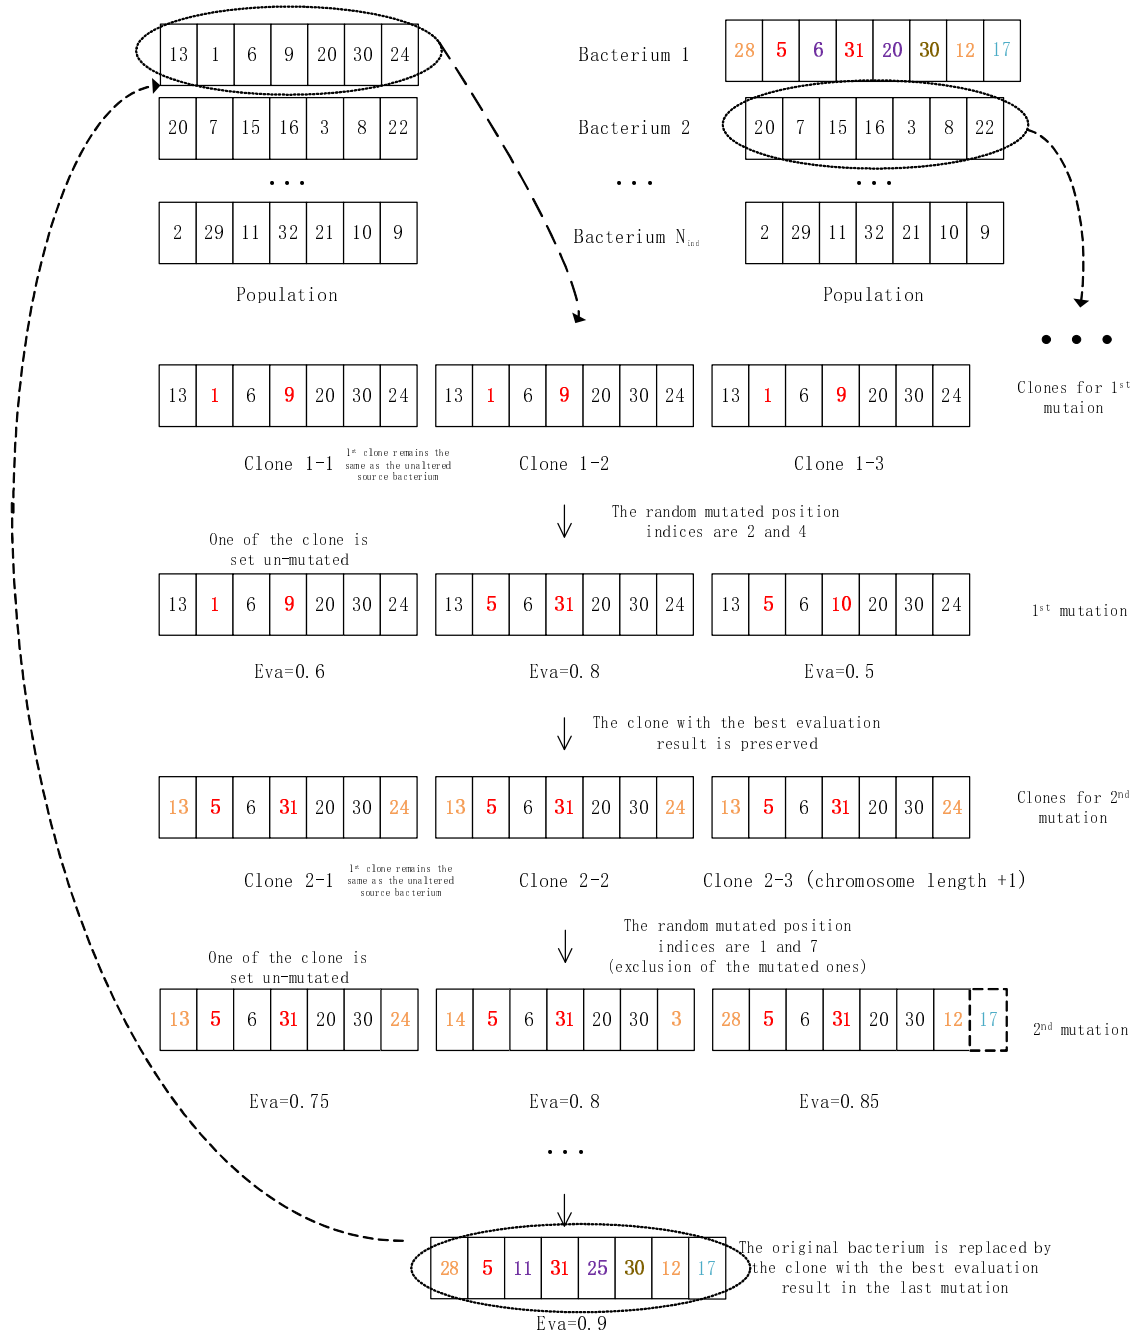 13 1 6 9 20 30 24
Bacterium 1
28 5 6 31 20 30 12 17
20 7 15 16 3 8 22
Bacterium 2
20 7 15 16 3 8 22
...
...
...
2 29 11 32 21 10 9
Bacterium N_ind
2 29 11 32 21 10 9
Population
Population
• • •
13 1 6 9 20 30 24
13 1 6 9 20 30 24
13 1 6 9 20 30 24
Clones for 1st
mutaion
Clone 1-1
1st clone remains the
same as the unaltered
source bacterium
Clone 1-2
Clone 1-3
The random mutated position
indices are 2 and 4
One of the clone is
set un-mutated
13 1 6 9 20 30 24
13 5 6 31 20 30 24
13 5 6 10 20 30 24
1st mutation
Eva=0.6
Eva=0.8
Eva=0.5
The clone with the best evaluation
result is preserved
13 5 6 31 20 30 24
13 5 6 31 20 30 24
13 5 6 31 20 30 24
Clones for 2nd
mutation
Clone 2-1
1st clone remains the
same as the unaltered
source bacterium
Clone 2-2
Clone 2-3 (chromosome length +1)
The random mutated position
indices are 1 and 7
(exclusion of the mutated ones)
One of the clone is
set un-mutated
13 5 6 31 20 30 24
14 5 6 31 20 30 3
28 5 6 31 20 30 12 17
2nd mutation
Eva=0.75
Eva=0.8
Eva=0.85
...
28 5 11 31 25 30 12 17
The original bacterium is replaced by
the clone with the best evaluation
result in the last mutation
Eva=0.9